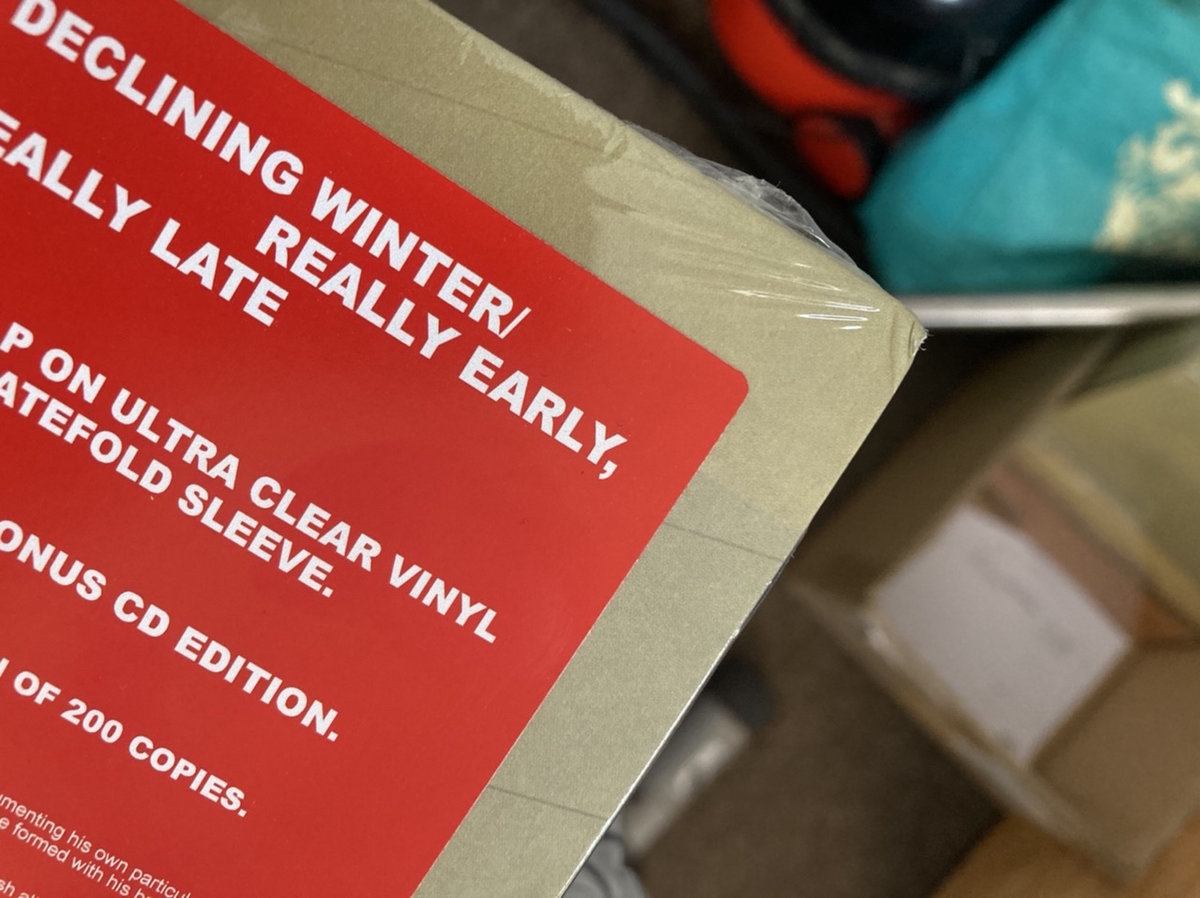 DECLINING WINTER/
REALLY EARLY,
EALLY LATE
P ON ULTRA CLEAR VINYL
ATEFOLD SLEEVE.
ONUS CD EDITION.
OF 200 COPIES.
umenting his own particul
e formed with his